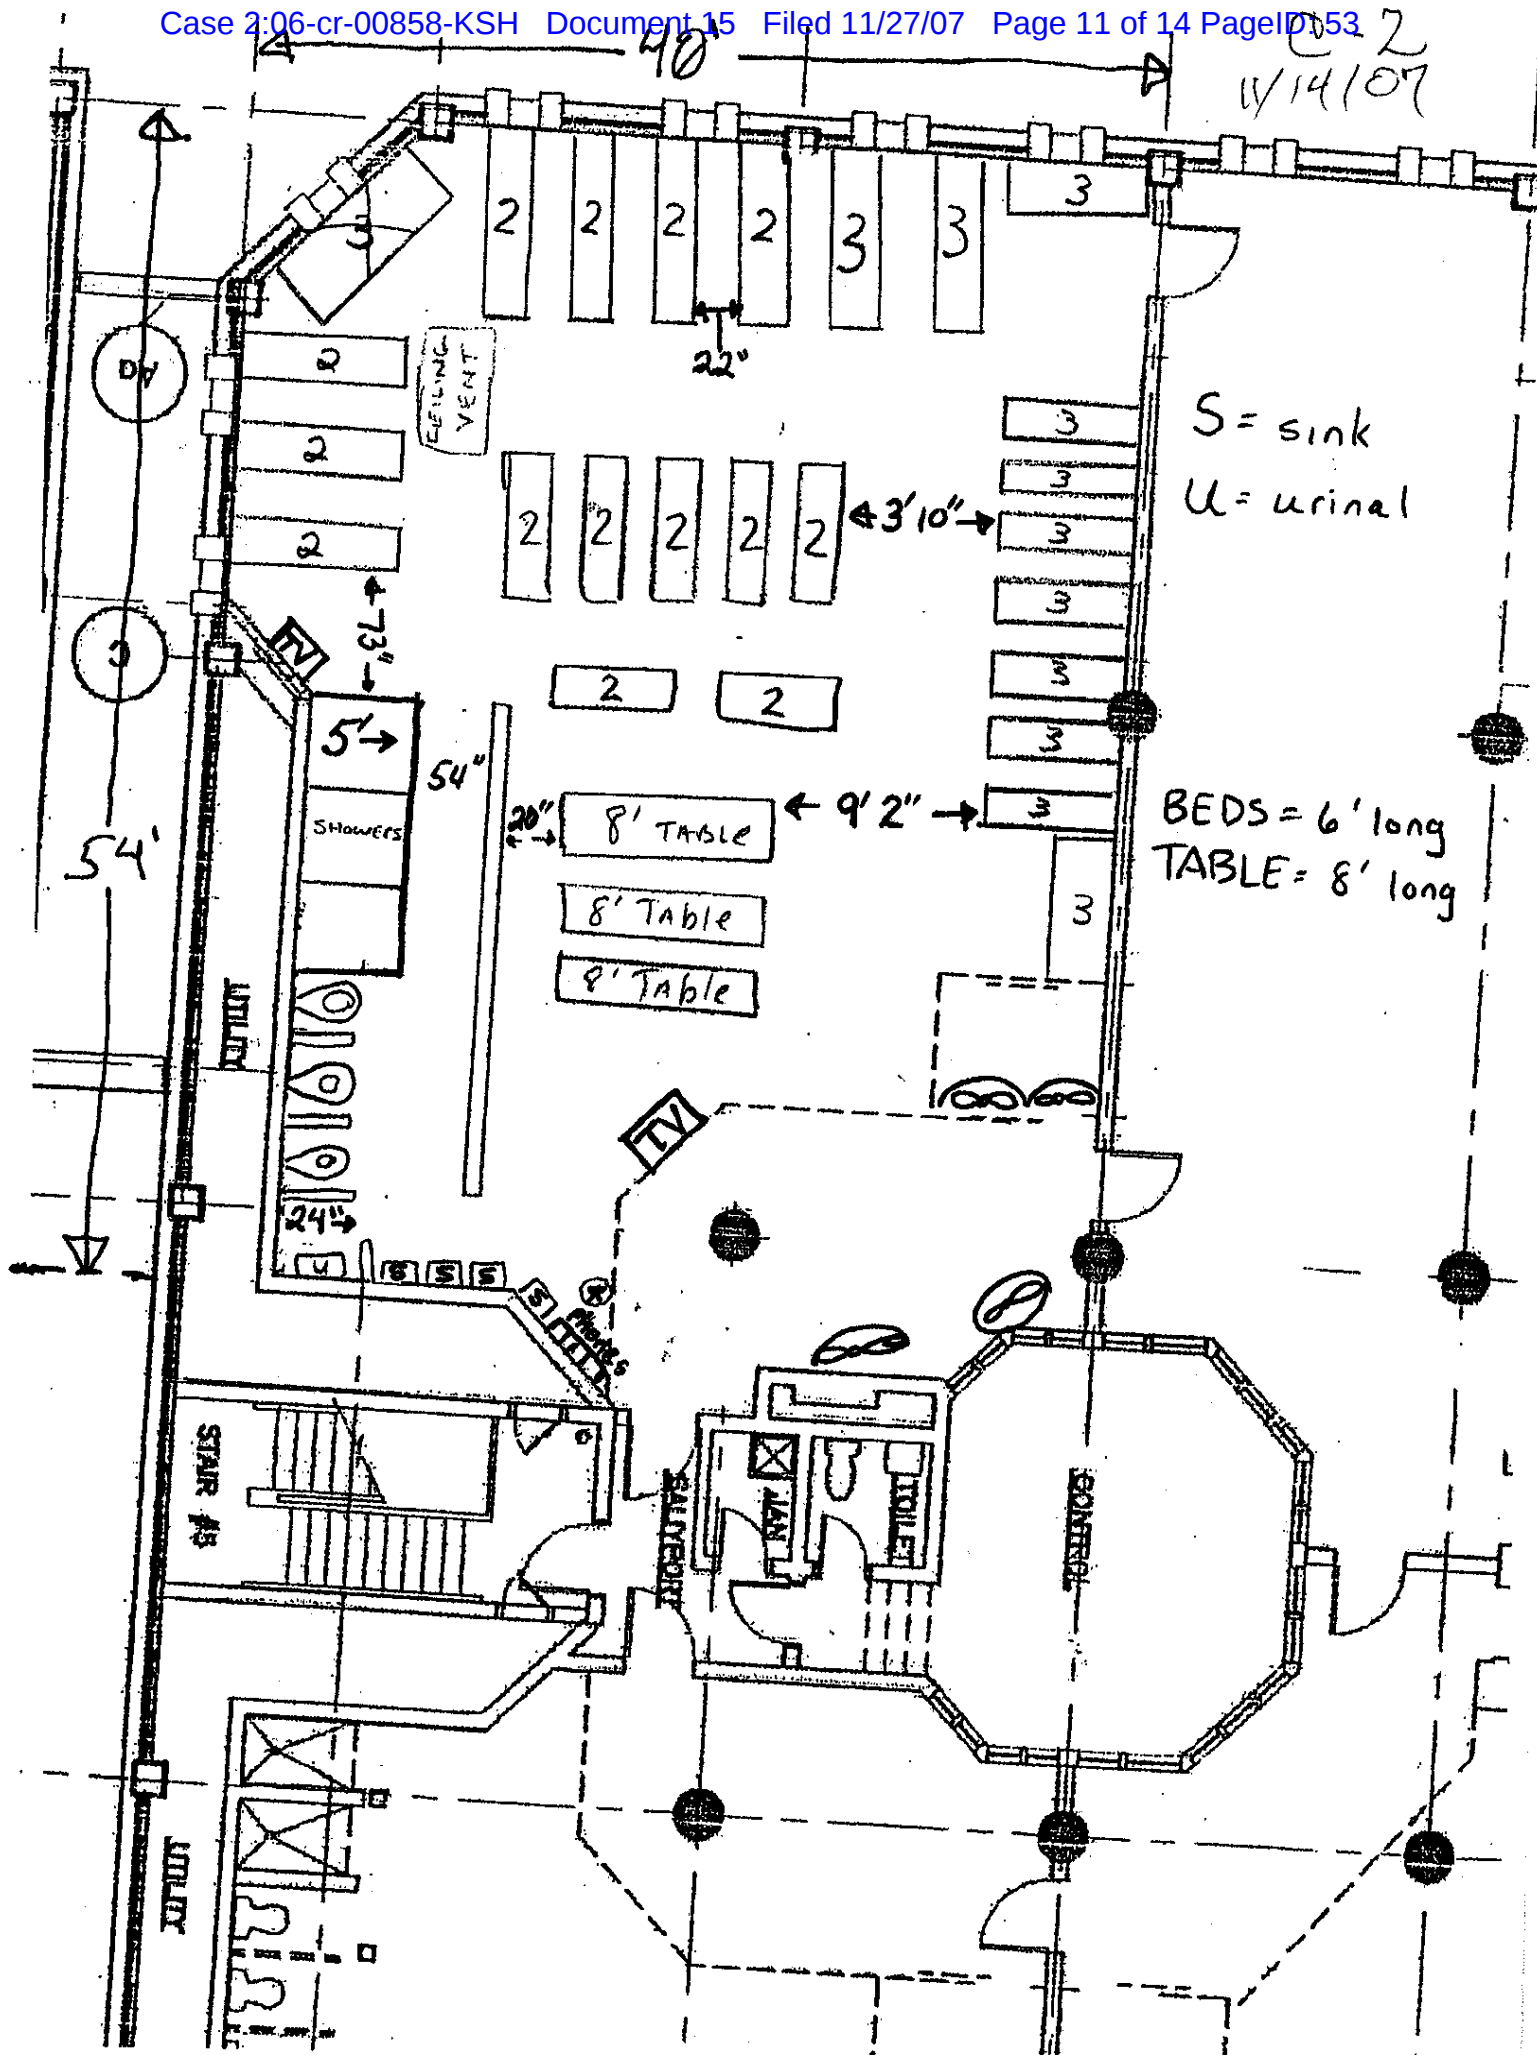 Case 2:06-cr-00858-KSH Document 15 Filed 11/27/07 Page 11 of 14 PageID: 53
C-2
11/14/07
48'
3
2
2
2
2
3
3
3
22"
2
2
2
CEILING
VENT
DA
C
3
3
3
3
3
3
3
3
S = sink
U = urinal
2
2
2
2
2
3'10"
73"
TV
2
2
5'
54"
SHOWERS
20"
8' TABLE
9' 2"
BEDS = 6' long
TABLE = 8' long
8' TAble
8' TAble
54'
UTILITY
TV
24"
U
S
S
S
S
Phones
STAIR #3
SALLYPORT
JAN
TOILET
CONTROL
UTILITY